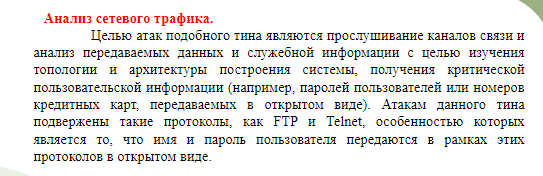 Анализ сетевого трафика.
Целью атак подобного тина являются прослушивание каналов связи и
анализ передаваемых данных и служебной информации с целью изучения
топологии и архитектуры построения системы, получения критической
пользовательской информации (например, паролей пользователей или номеров
кредитных карт, передаваемых в открытом виде). Атакам данного тина
подвержены такие протоколы, как FTP и Telnet, особенностью которых
является то, что имя и пароль пользователя передаются в рамках этих
протоколов в открытом виде.